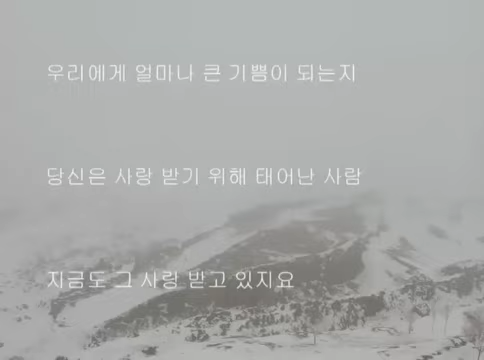 우리에게 얼마나 큰 기쁨이 되는지
당신은 사랑 받기 위해 태어난 사람
지금도 그 사랑 받고 있지요